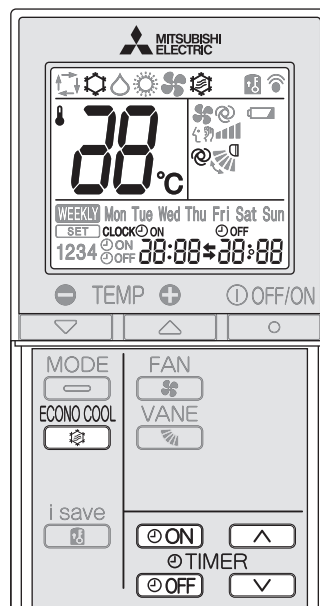 MITSUBISHI
ELECTRIC
88 °C
WEEKLY Mon Tue Wed Thu Fri Sat Sun
SET CLOCK ON OFF
1234 ON OFF 88:88 88:88
TEMP OFF/ON
MODE FAN
ECONO COOL VANE
i save
ON
TIMER
OFF